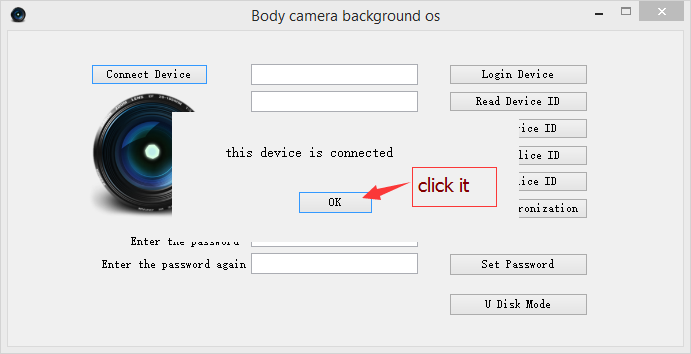 Body camera background os
Connect Device
Login Device
Read Device ID
ice ID
this device is connected
lice ID
click it
lice ID
OK
ronization
Enter the password
Enter the password again
Set Password
U Disk Mode